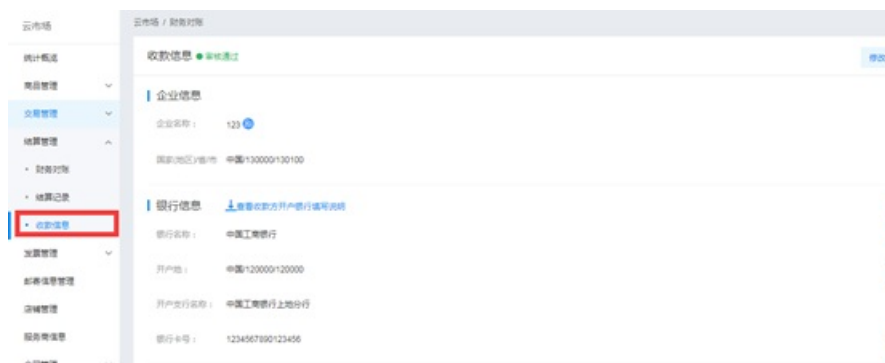 云市场
云市场 / 财务对账
统计概览
商品管理
交易管理
结算管理
• 财务对账
• 结算记录
• 收款信息
发票管理
邮寄信息管理
店铺管理
服务商信息
收款信息 ● 审核通过
修改
企业信息
企业名称： 123
国家(地区)/省/市 中国/130000/130100
银行信息 查看收款方开户银行填写说明
银行名称： 中国工商银行
开户地： 中国/120000/120000
开户支行名称： 中国工商银行上地分行
银行卡号： 1234567890123456